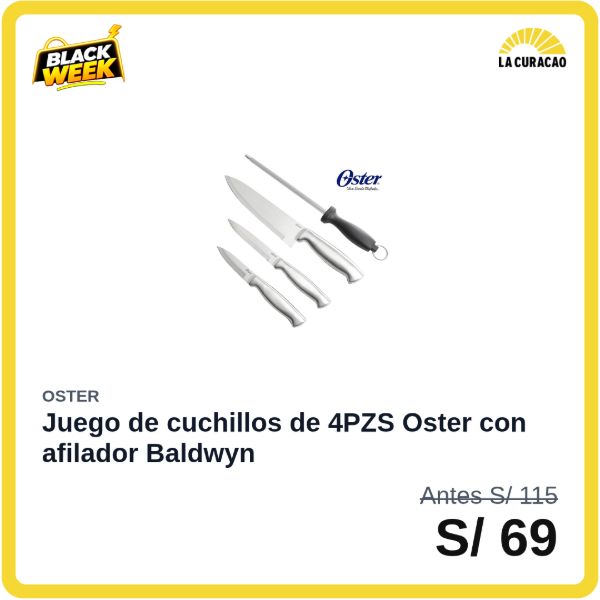 BLACK
WEEK
LA CURACAO
Oster
OSTER
Juego de cuchillos de 4PZS Oster con
afilador Baldwyn
Antes S/ 115
S/ 69